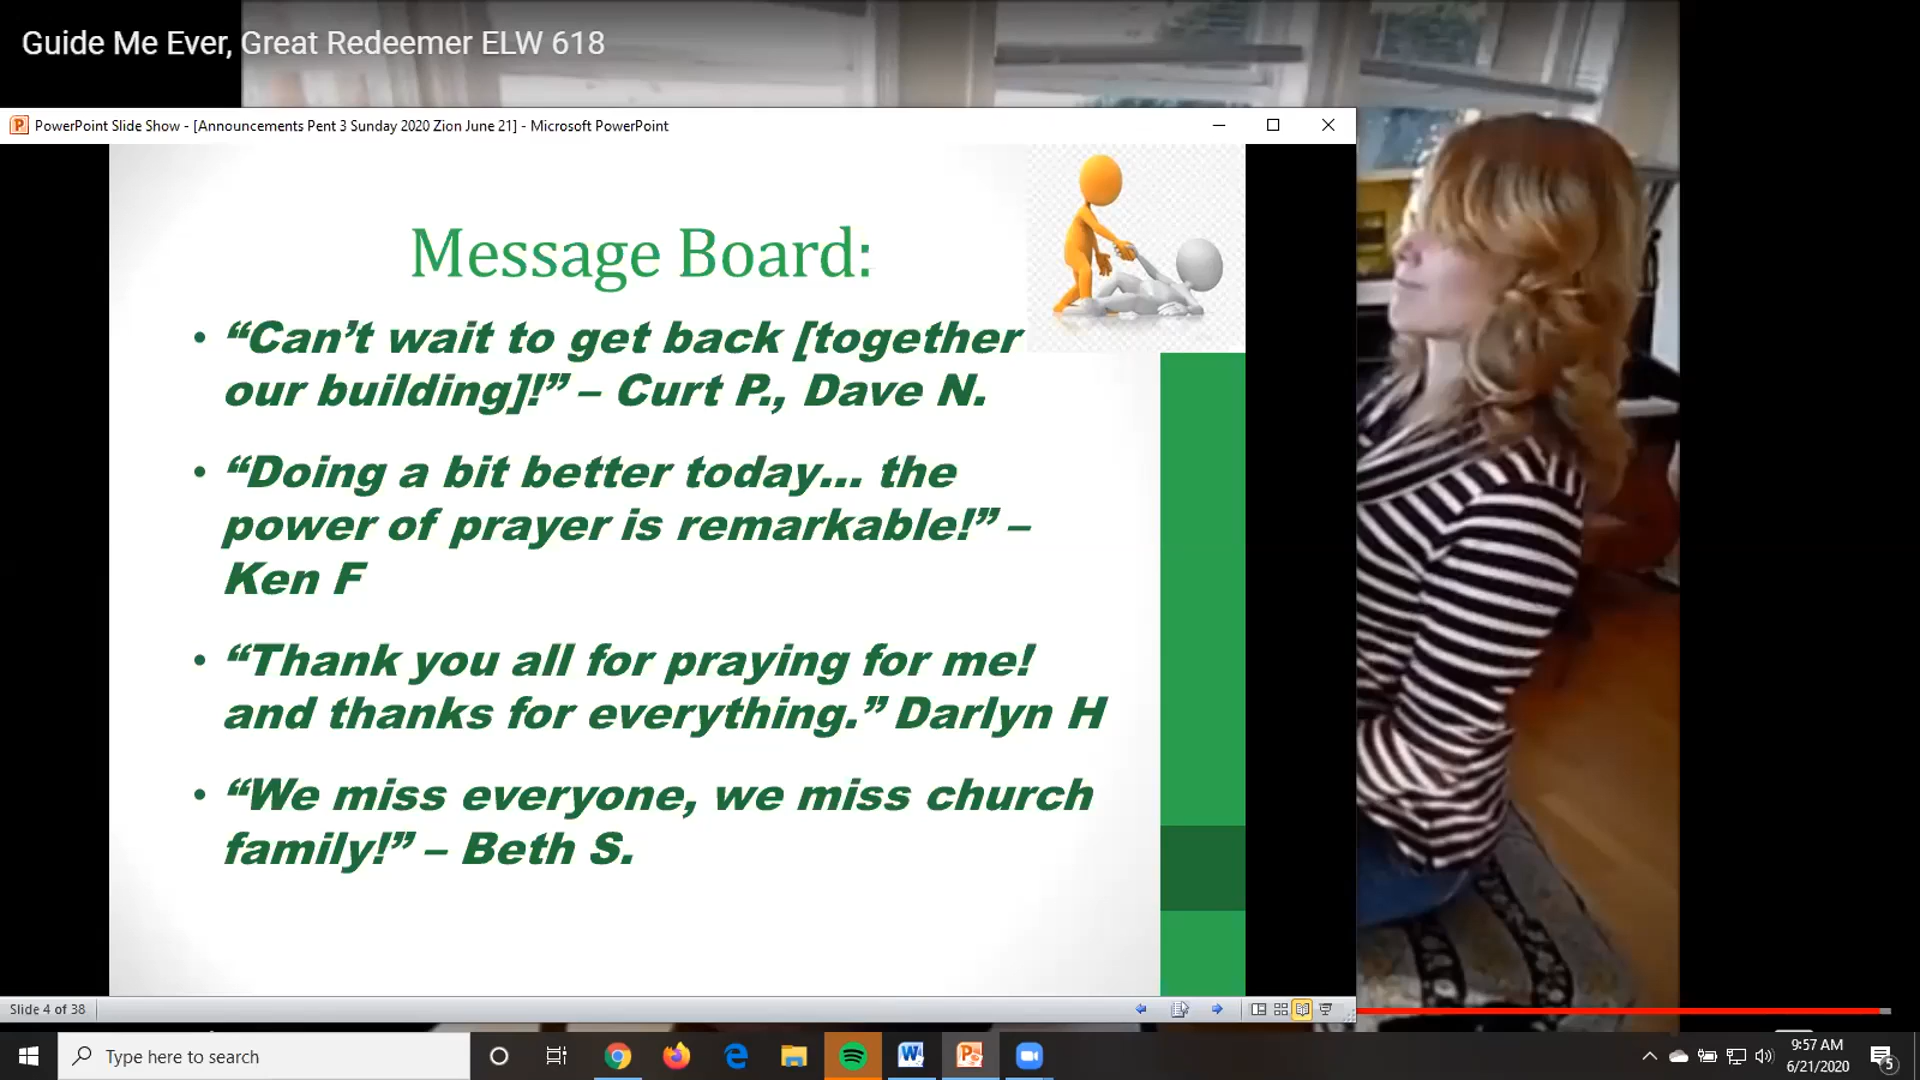 Guide Me Ever, Great Redeemer ELW 618
PowerPoint Slide Show - [Announcements Pent 3 Sunday 2020 Zion June 21] - Microsoft PowerPoint
Message Board:
• “Can’t wait to get back [together
our building]!” – Curt P., Dave N.
• “Doing a bit better today... the
power of prayer is remarkable!” –
Ken F
• “Thank you all for praying for me!
and thanks for everything.” Darlyn H
• “We miss everyone, we miss church
family!” – Beth S.
Slide 4 of 38
Type here to search
9:57 AM
6/21/2020
5